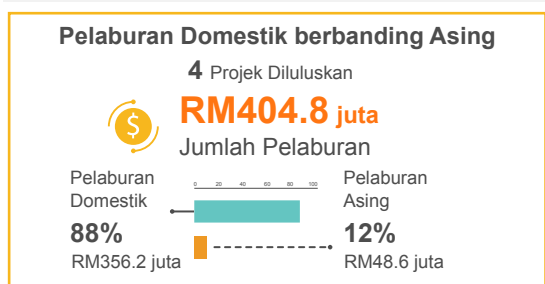 Pelaburan Domestik berbanding Asing
4 Projek Diluluskan
$
RM404.8 juta
Jumlah Pelaburan
Pelaburan
Domestik
88%
RM356.2 juta
0 20 40 60 80 100
Pelaburan
Asing
12%
RM48.6 juta